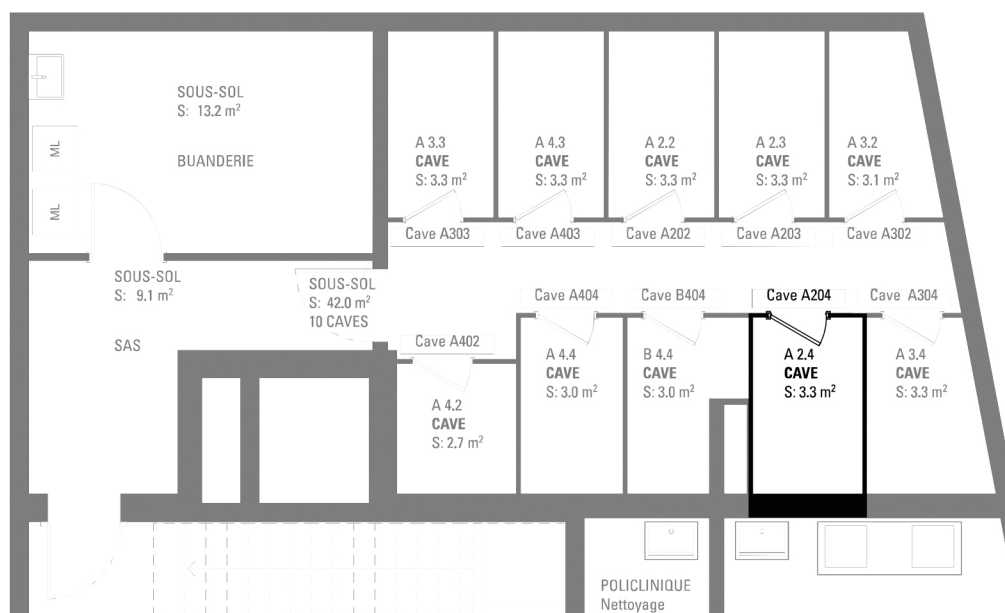 SOUS-SOL
S: 13.2 m²
BUANDERIE
ML
ML
A 3.3
CAVE
S: 3.3 m²
A 4.3
CAVE
S: 3.3 m²
A 2.2
CAVE
S: 3.3 m²
A 2.3
CAVE
S: 3.3 m²
A 3.2
CAVE
S: 3.1 m²
Cave A303
Cave A403
Cave A202
Cave A203
Cave A302
SOUS-SOL
S: 9.1 m²
SAS
SOUS-SOL
S: 42.0 m²
10 CAVES
Cave A402
Cave A404
Cave B404
Cave A204
Cave A304
A 4.2
CAVE
S: 2.7 m²
A 4.4
CAVE
S: 3.0 m²
B 4.4
CAVE
S: 3.0 m²
A 2.4
CAVE
S: 3.3 m²
A 3.4
CAVE
S: 3.3 m²
POLICLINIQUE
Nettoyage